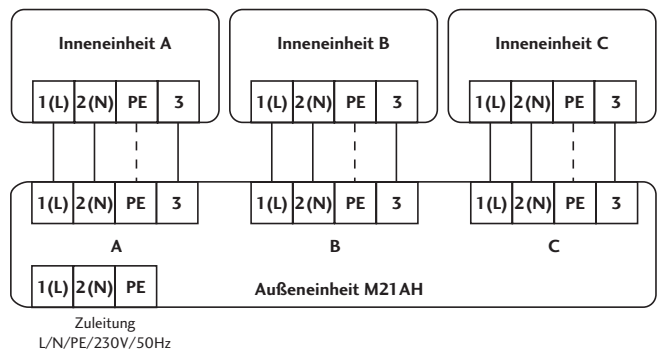 Inneneinheit A Inneneinheit B Inneneinheit C
1(L) 2(N) PE 3 1(L) 2(N) PE 3 1(L) 2(N) PE 3
1(L) 2(N) PE 3 1(L) 2(N) PE 3 1(L) 2(N) PE 3
A B C
1(L) 2(N) PE Außeneinheit M21AH
Zuleitung
L/N/PE/230V/50Hz